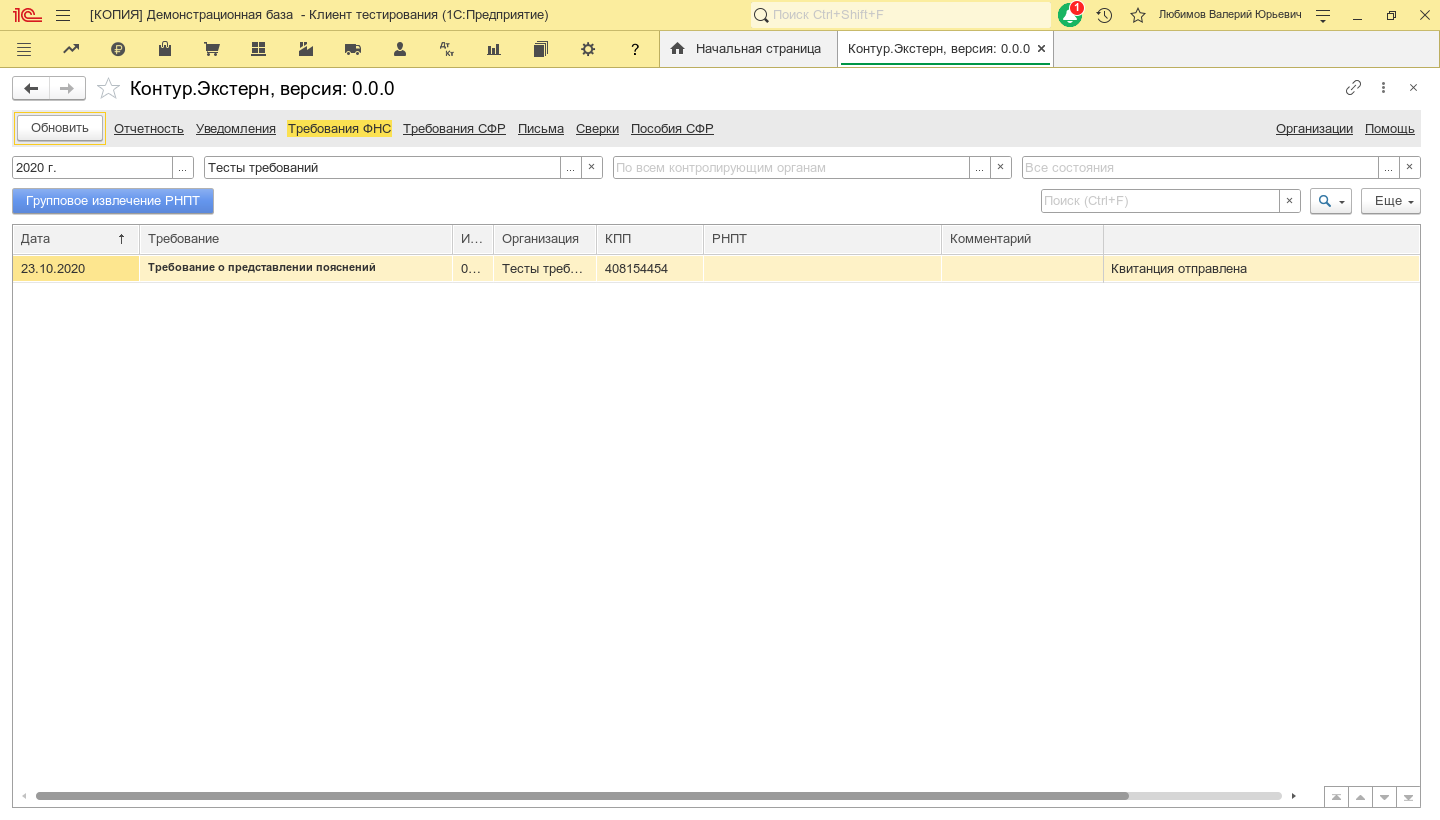 [КОПИЯ] Демонстрационная база - Клиент тестирования (1С:Предприятие)
Поиск Ctrl+Shift+F
1
Любимов Валерий Юрьевич
Начальная страница
Контур.Экстерн, версия: 0.0.0
Контур.Экстерн, версия: 0.0.0
Обновить Отчетность Уведомления Требования ФНС Требования СФР Письма Сверки Пособия СФР Организации Помощь
2020 г. ... Тесты требований ... × По всем контролирующим органам ... × Все состояния ... ×
Групповое извлечение РНПТ Поиск (Ctrl+F) × Еще
Дата Требование И... Организация КПП РНПТ Комментарий
23.10.2020 Требование о представлении пояснений 0... Тесты треб... 408154454 Квитанция отправлена